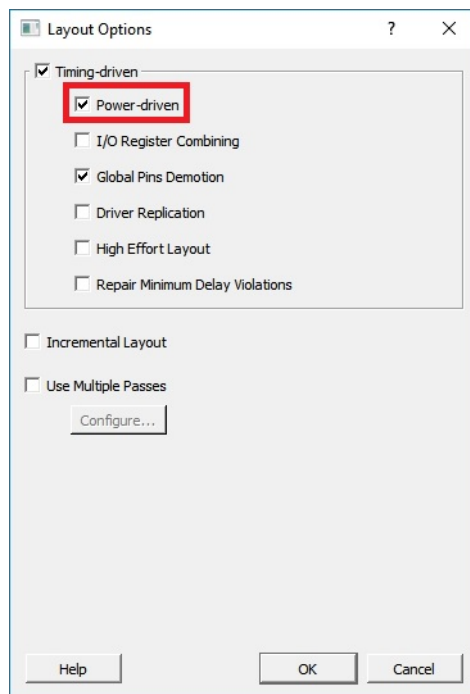 Layout Options
?
Timing-driven
Power-driven
I/O Register Combining
Global Pins Demotion
Driver Replication
High Effort Layout
Repair Minimum Delay Violations
Incremental Layout
Use Multiple Passes
Configure...
Help OK Cancel